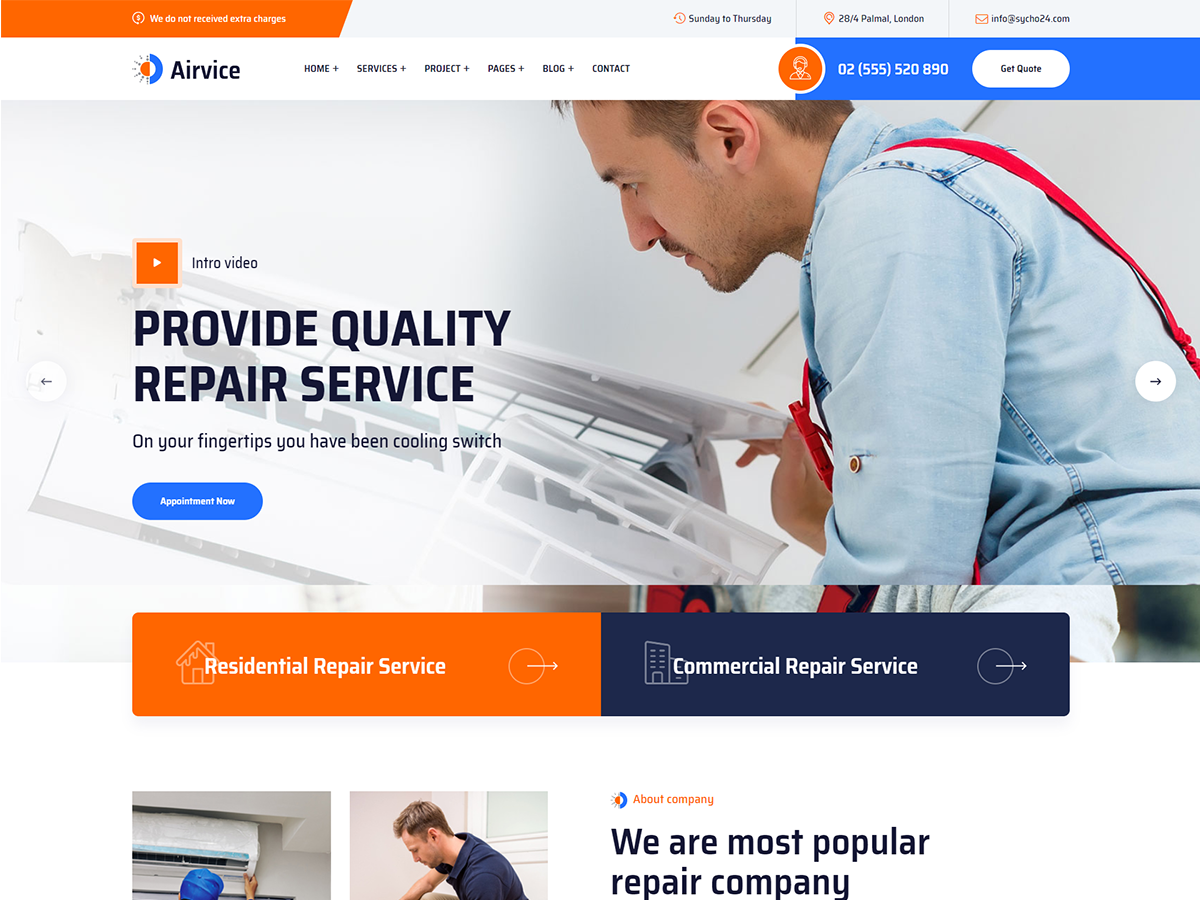 We do not received extra charges
Sunday to Thursday
28/4 Palmal, London
info@sycho24.com
Airvice
HOME +
SERVICES +
PROJECT +
PAGES +
BLOG +
CONTACT
02 (555) 520 890
Get Quote
Intro video
PROVIDE QUALITY
REPAIR SERVICE
On your fingertips you have been cooling switch
Appointment Now
Residential Repair Service
Commercial Repair Service
About company
We are most popular
repair company